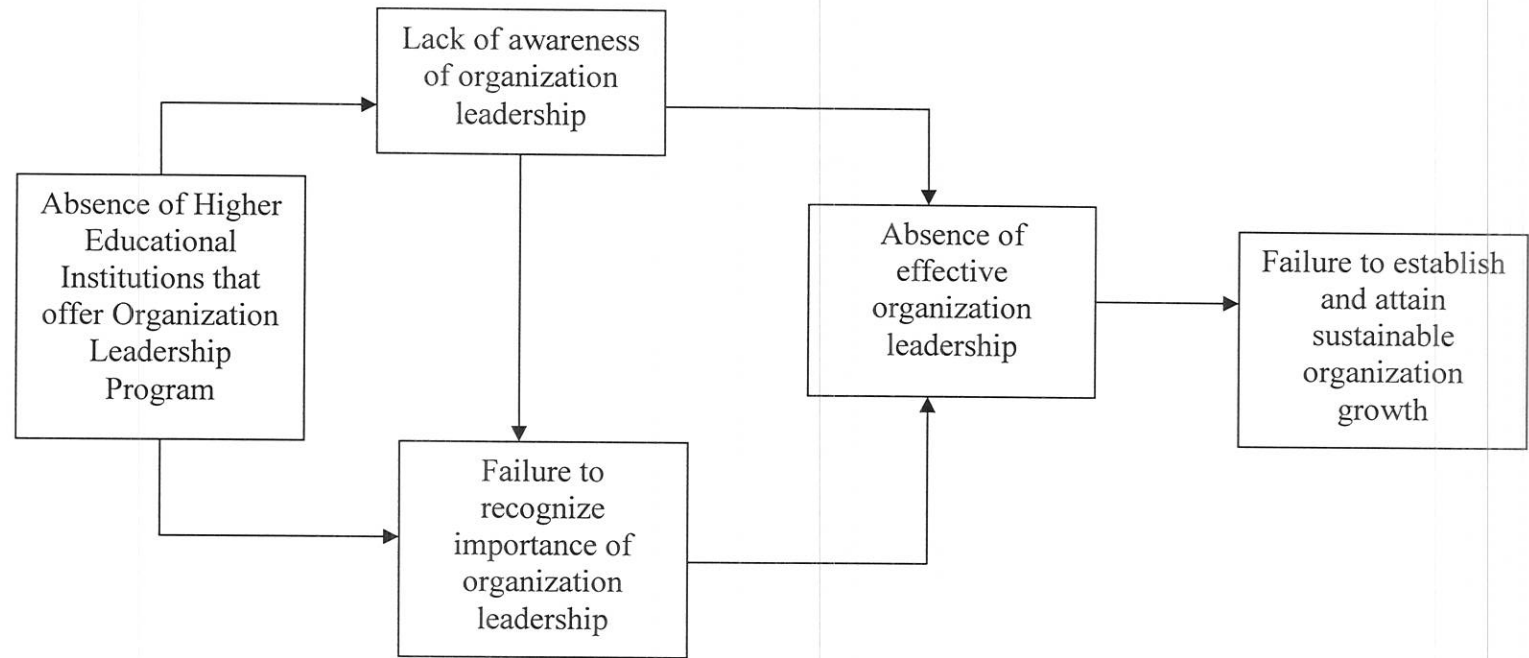 Lack of awareness
of organization
leadership
Absence of Higher
Educational
Institutions that
offer Organization
Leadership
Program
Failure to
recognize
importance of
organization
leadership
Absence of
effective
organization
leadership
Failure to establish
and attain
sustainable
organization
growth